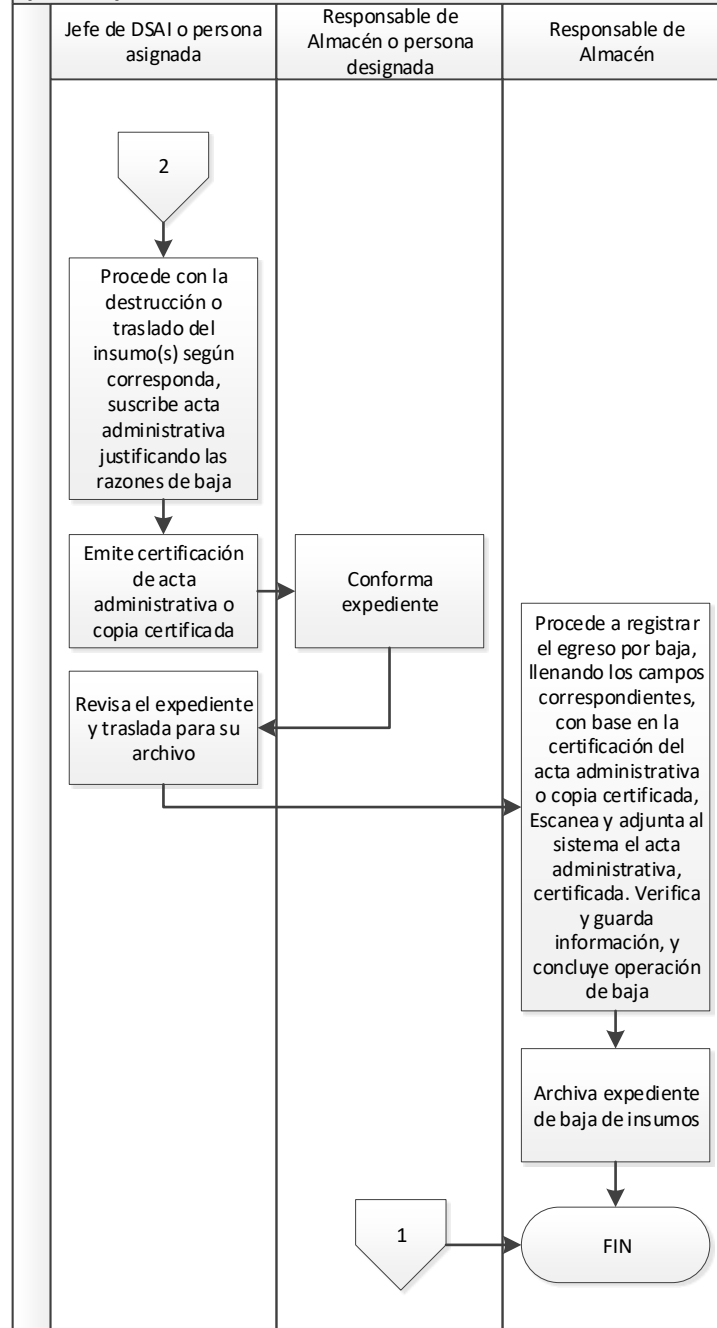 Jefe de DSAI o persona
asignada
Responsable de
Almacén o persona
designada
Responsable de
Almacén
2
Procede con la
destrucción o
traslado del
insumo(s) según
corresponda,
suscribe acta
administrativa
justificando las
razones de baja
Emite certificación
de acta
administrativa o
copia certificada
Conforma
expediente
Revisa el expediente
y traslada para su
archivo
Procede a registrar
el egreso por baja,
llenando los campos
correspondientes,
con base en la
certificación del
acta administrativa
o copia certificada,
Escanea y adjunta al
sistema el acta
administrativa,
certificada. Verifica
y guarda
información, y
concluye operación
de baja
Archiva expediente
de baja de insumos
1
FIN